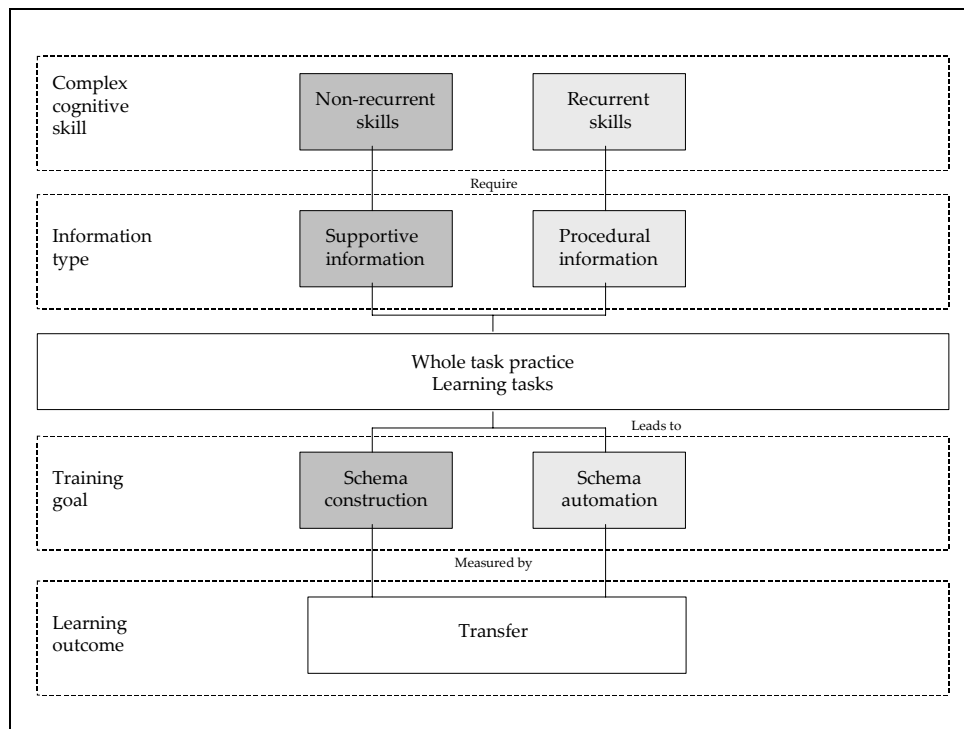 Complex
cognitive
skill
Non-recurrent
skills
Recurrent
skills
Require
Information
type
Supportive
information
Procedural
information
Whole task practice
Learning tasks
Leads to
Training
goal
Schema
construction
Schema
automation
Measured by
Learning
outcome
Transfer